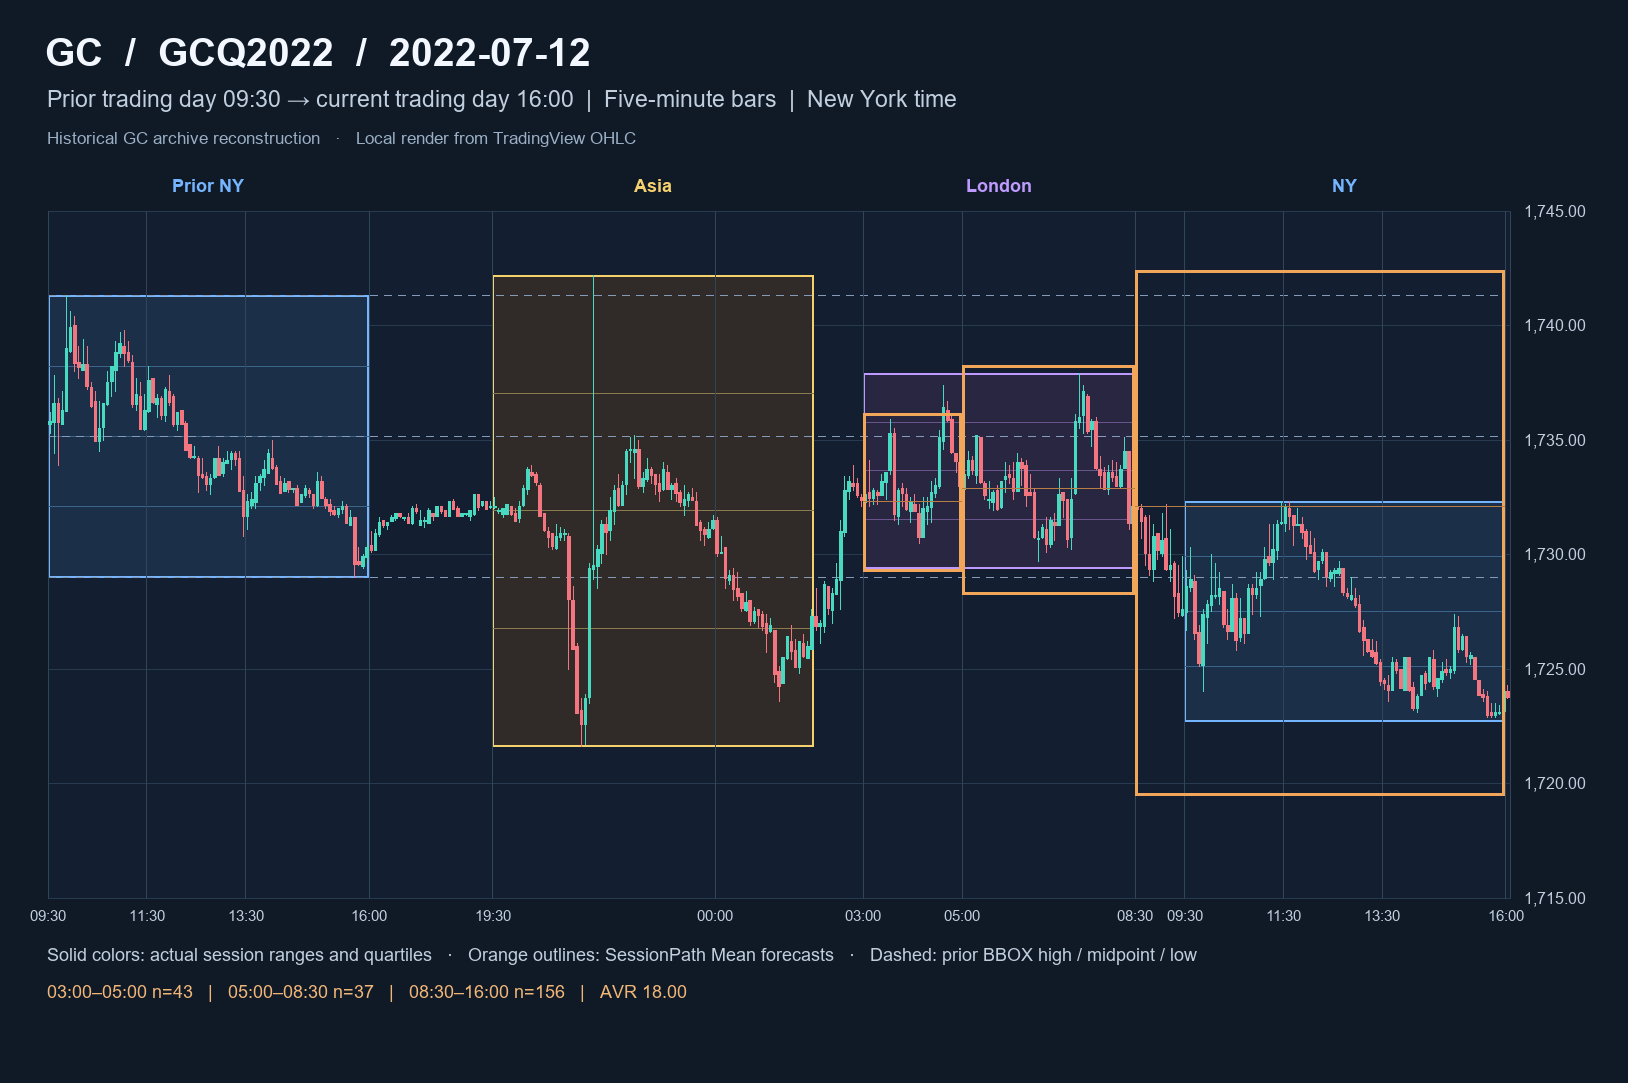 GC / GCQ2022 / 2022-07-12
Prior trading day 09:30 → current trading day 16:00 | Five-minute bars | New York time
Historical GC archive reconstruction · Local render from TradingView OHLC
Prior NY
Asia
London
NY
1,745.00
1,740.00
1,735.00
1,730.00
1,725.00
1,720.00
1,715.00
09:30 11:30 13:30 16:00 19:30 00:00 03:00 05:00 08:30 09:30 11:30 13:30 16:00
Solid colors: actual session ranges and quartiles · Orange outlines: SessionPath Mean forecasts · Dashed: prior BBOX high / midpoint / low
03:00–05:00 n=43 | 05:00–08:30 n=37 | 08:30–16:00 n=156 | AVR 18.00